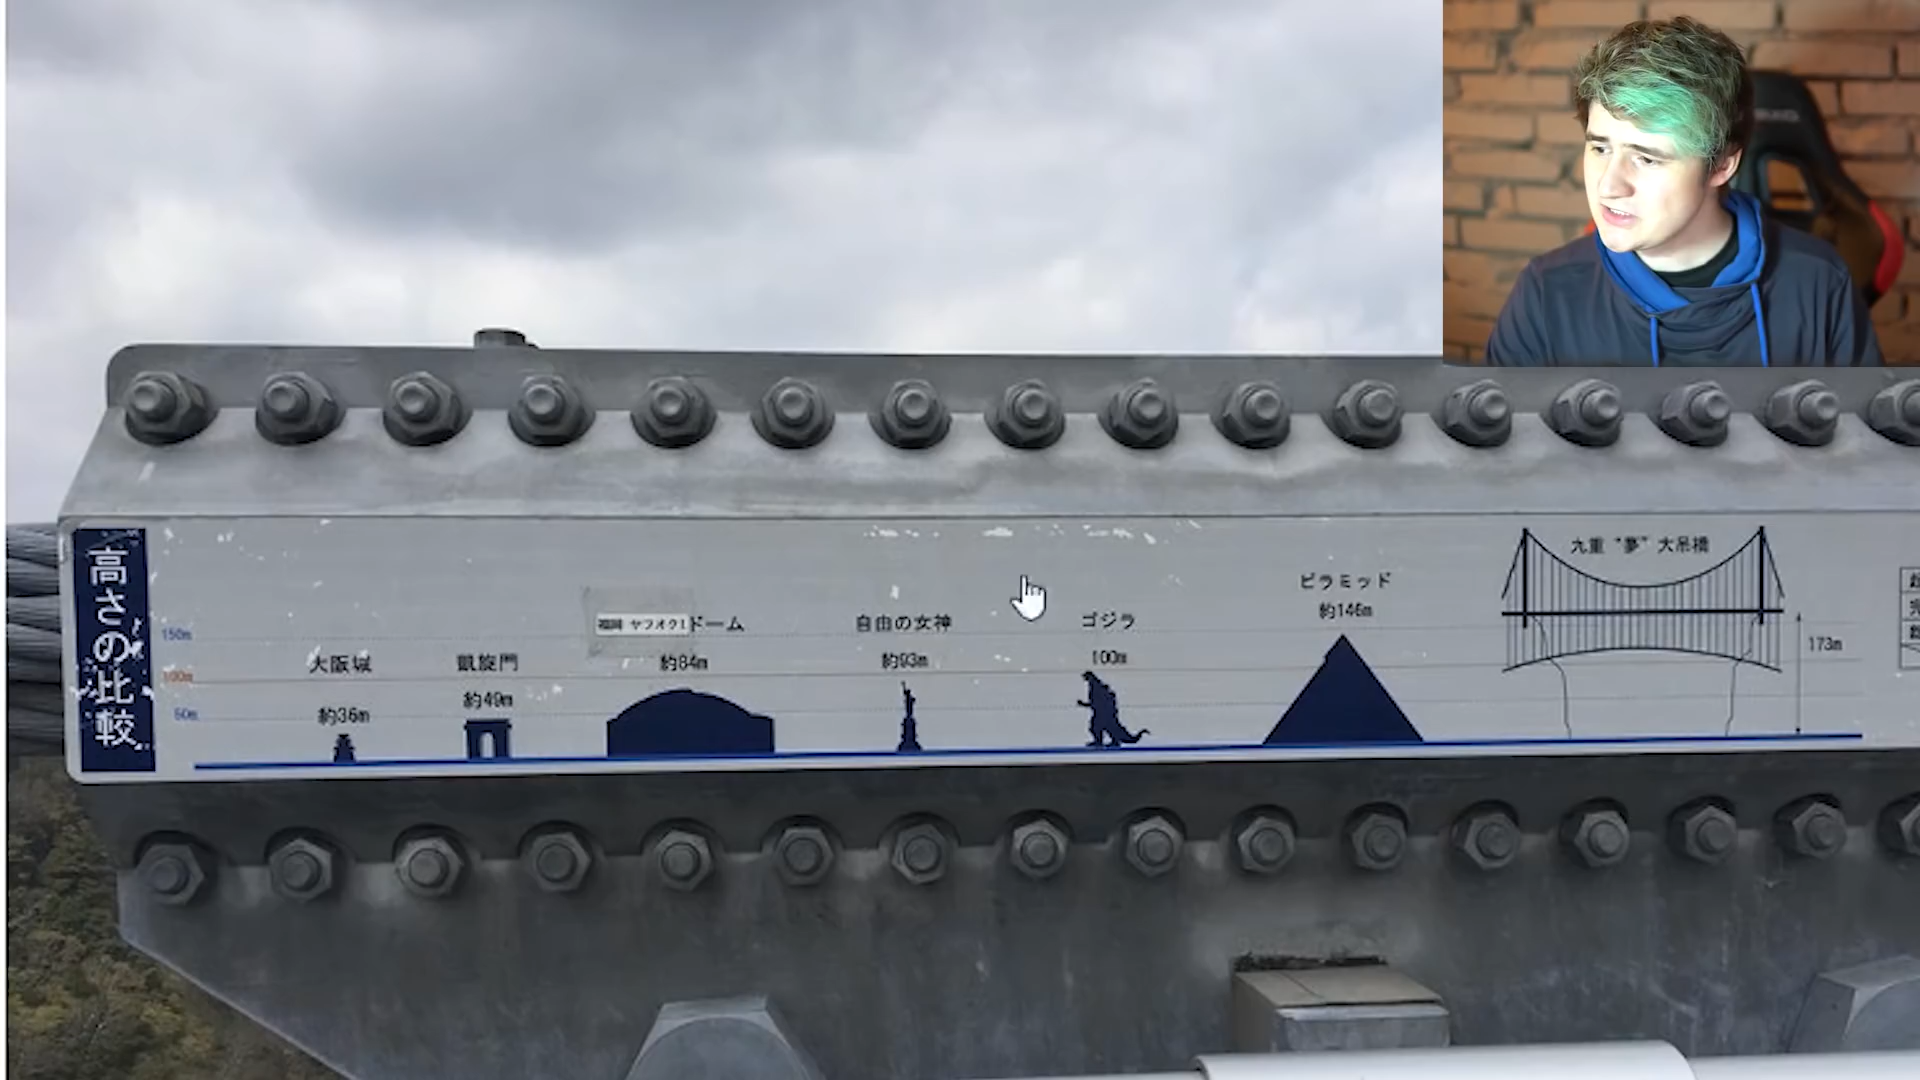 高さの比較
150m
100m
50m
大阪城
約36m
凱旋門
約49m
福岡 ヤフオク!ドーム
約84m
自由の女神
約93m
ゴジラ
100m
ピラミッド
約146m
九重“夢”大吊橋
173m